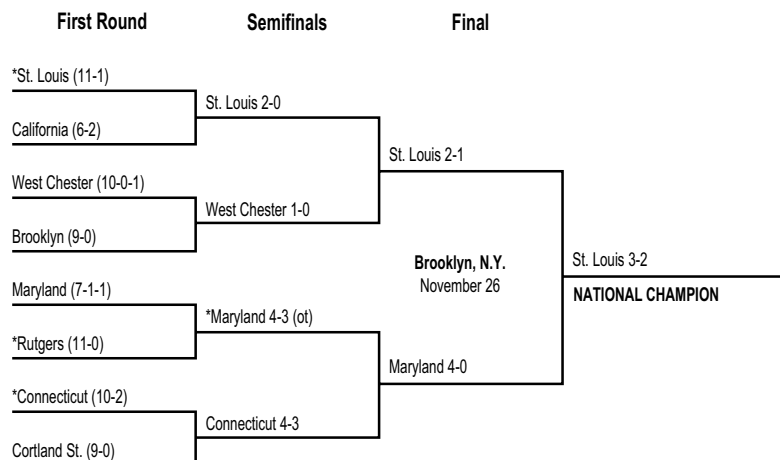 First Round
Semifinals
Final
*St. Louis (11-1)
St. Louis 2-0
California (6-2)
St. Louis 2-1
West Chester (10-0-1)
West Chester 1-0
Brooklyn (9-0)
Brooklyn, N.Y.
November 26
St. Louis 3-2
NATIONAL CHAMPION
Maryland (7-1-1)
*Maryland 4-3 (ot)
*Rutgers (11-0)
Maryland 4-0
*Connecticut (10-2)
Connecticut 4-3
Cortland St. (9-0)